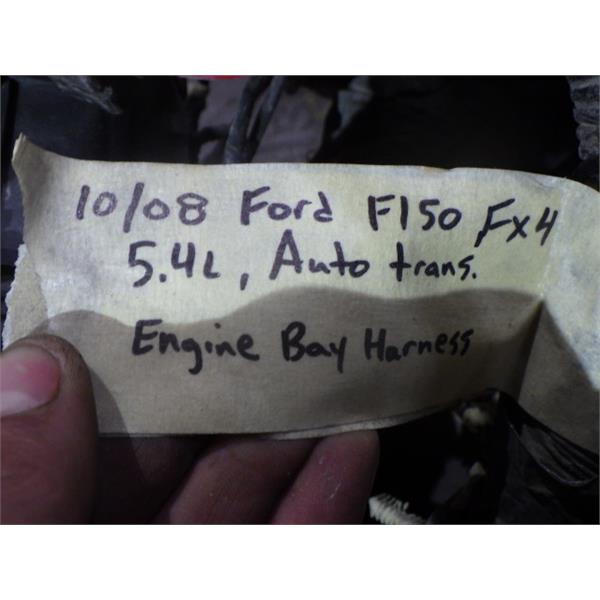 10/08 Ford F150 Fx4
5.4L, Auto trans.
Engine Bay Harness